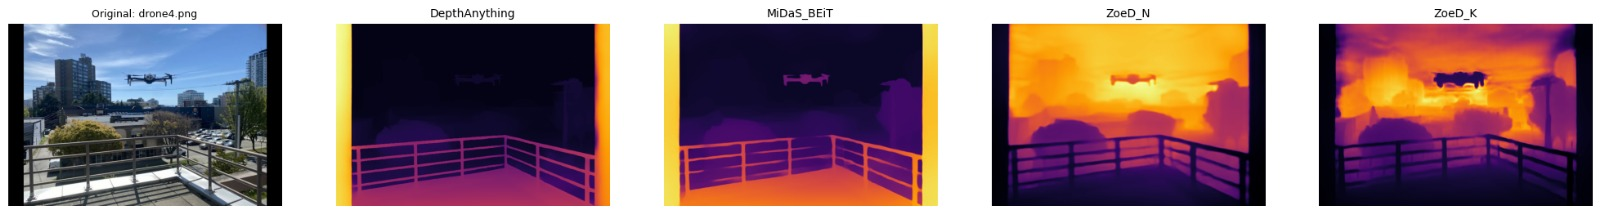 Original: drone4.png
DepthAnything
MiDaS_BEiT
ZoeD_N
ZoeD_K